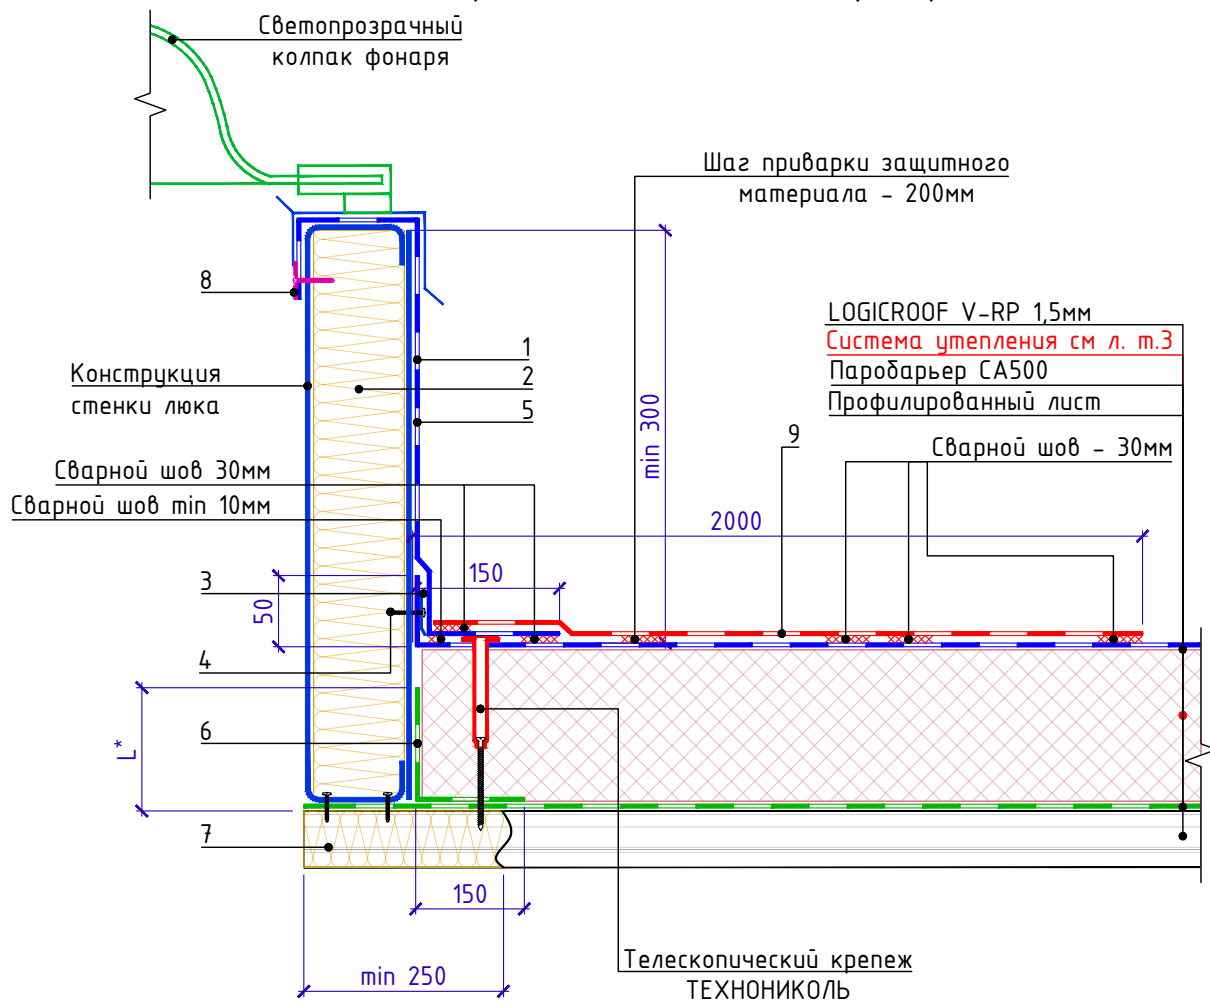 Светопрозрачный
колпак фонаря
Шаг приварки защитного
материала - 200мм
8
LOGICROOF V-RP 1,5мм
Система утепления см л. т.3
Паробарьер СА500
Профилированный лист
1
2
5
Конструкция
стенки люка
min 300
9
Сварной шов - 30мм
Сварной шов 30мм
Сварной шов min 10мм
2000
3
150
50
4
L*
6
7
150
min 250
Телескопический крепеж
ТЕХНОНИКОЛЬ